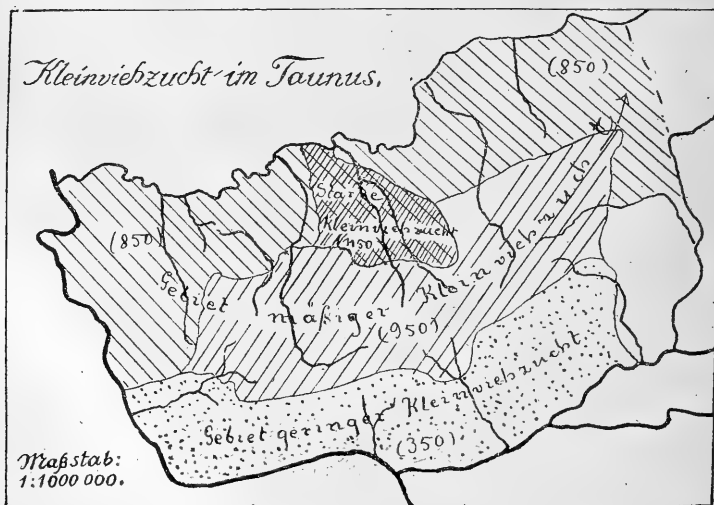 Kleinviehzucht im Taunus.
(850)
Starke
Kleinviehzucht
(1150)
(850)
Gebiet mäßiger Kleinviehzucht
(950)
Gebiet geringer Kleinviehzucht
(350)
Maßstab:
1:1000 000.